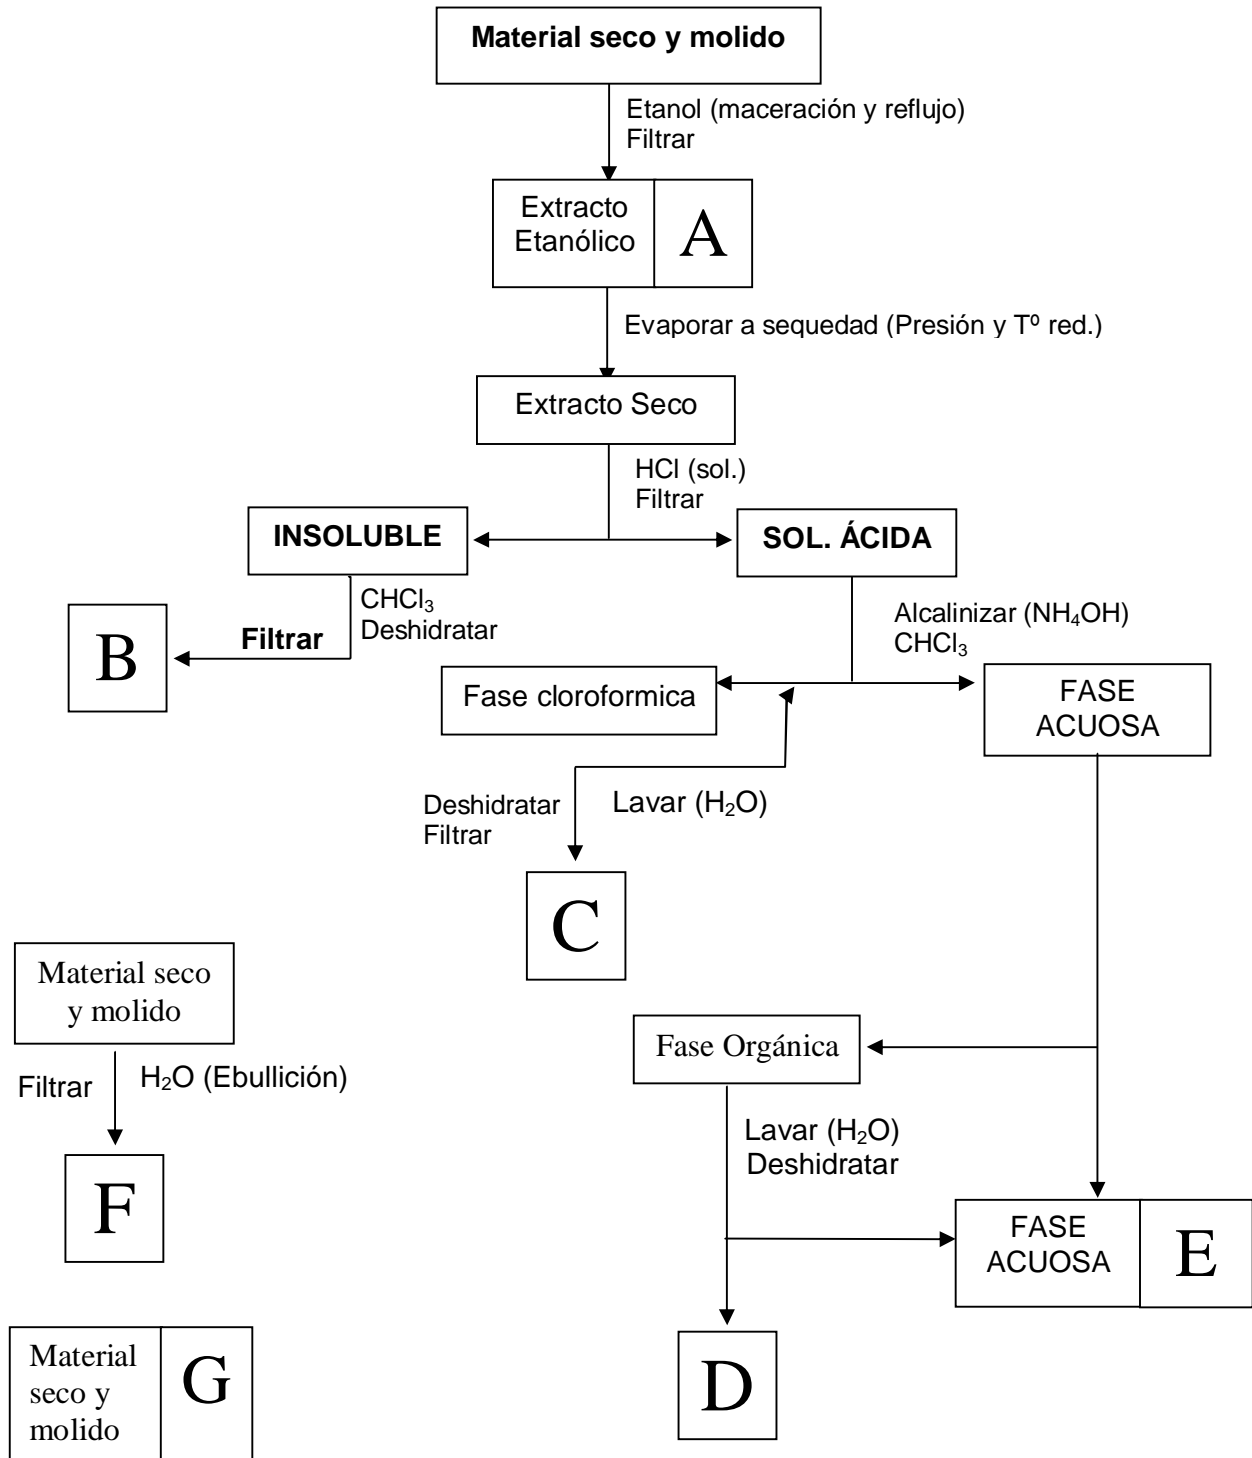 Material seco y molido
Etanol (maceración y reflujo)
Filtrar
Extracto
Etanólico
A
Evaporar a sequedad (Presión y Tº red.)
Extracto Seco
HCl (sol.)
Filtrar
INSOLUBLE
SOL. ÁCIDA
CHCl₃
Deshidratar
Filtrar
B
Alcalinizar (NH₄OH)
CHCl₃
Fase cloroformica
FASE
ACUOSA
Deshidratar
Filtrar
Lavar (H₂O)
C
Material seco
y molido
Filtrar
H₂O (Ebullición)
F
Fase Orgánica
Lavar (H₂O)
Deshidratar
FASE
ACUOSA
E
D
Material
seco y
molido
G